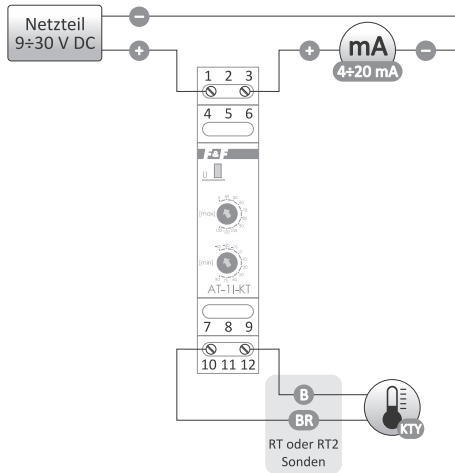 Netzteil
9÷30 V DC
−
+
+
mA
4÷20 mA
−
1 2 3
4 5 6
F&F
U
[max]
[min]
AT-1I-KT
7 8 9
10 11 12
B
BR
KTY
RT oder RT2
Sonden